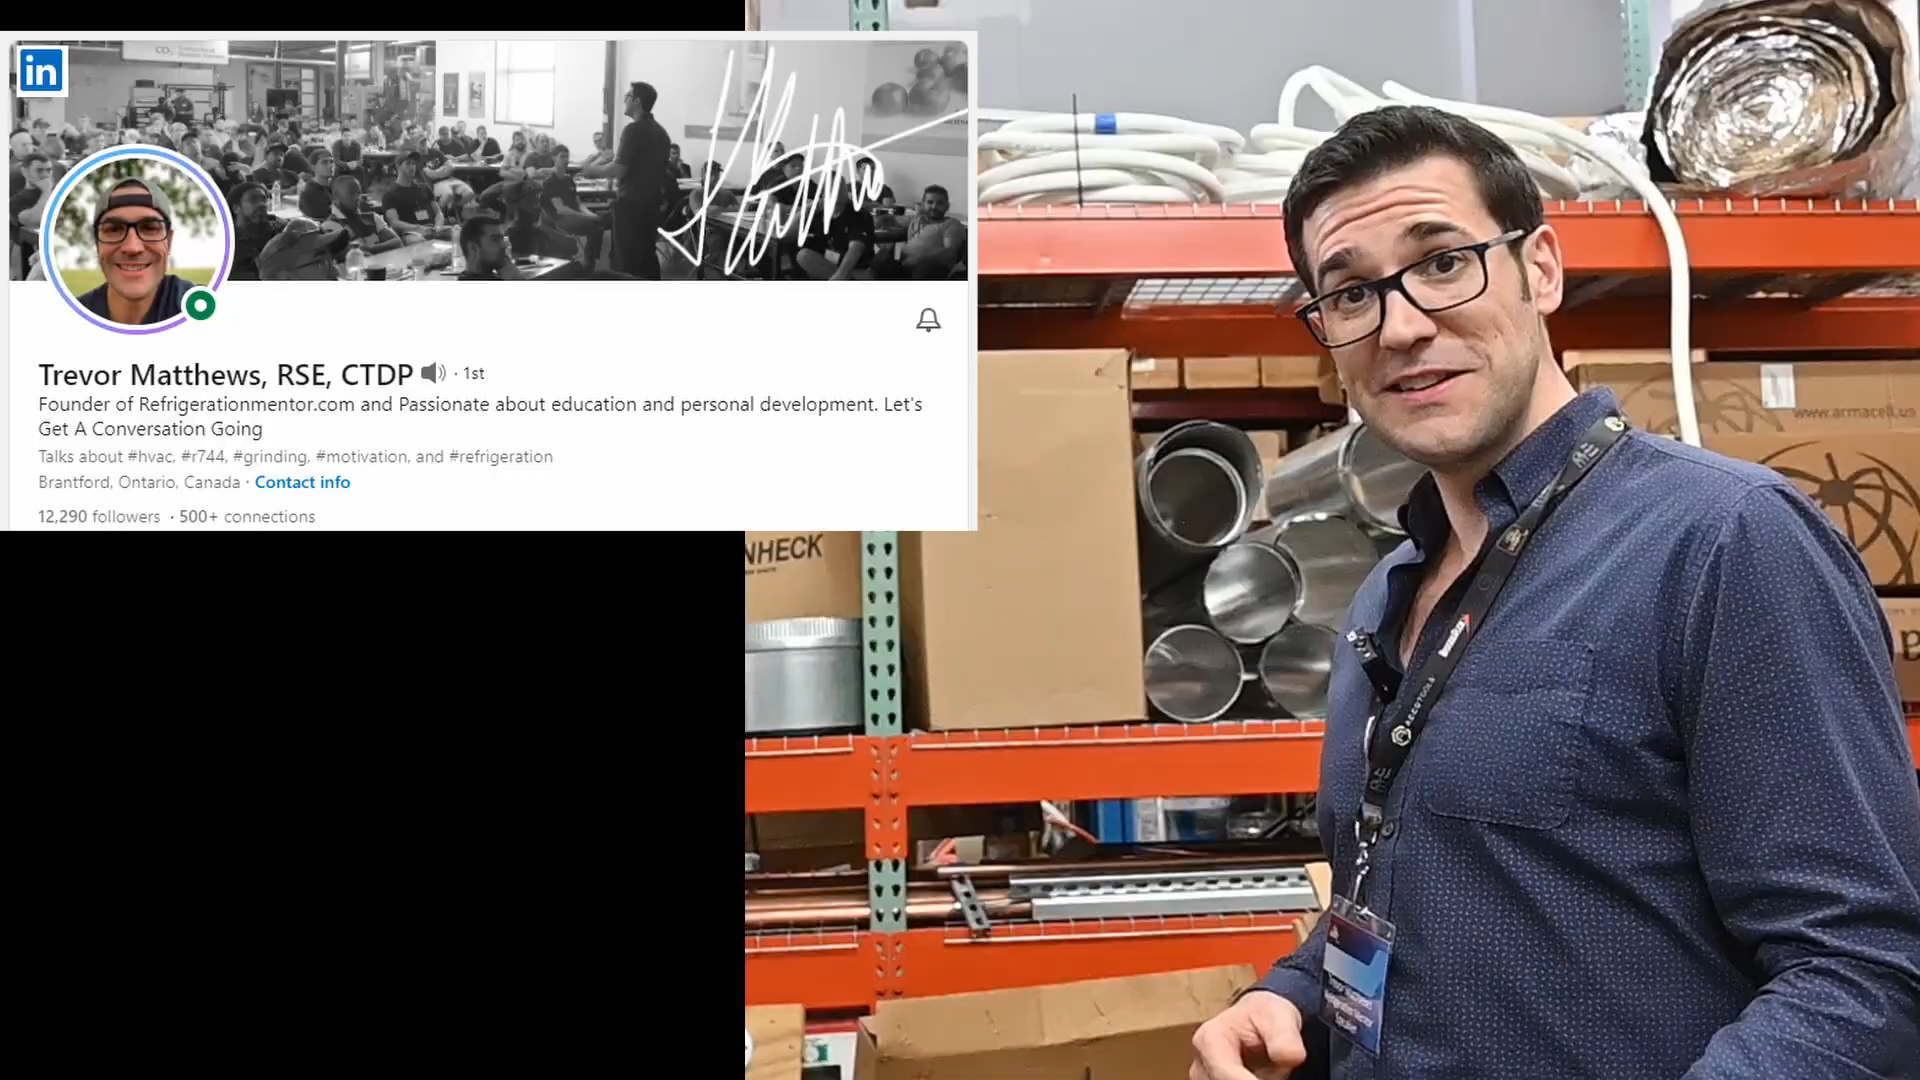 in
Trevor Matthews, RSE, CTDP · 1st
Founder of Refrigerationmentor.com and Passionate about education and personal development. Let's
Get A Conversation Going
Talks about #hvac, #r744, #grinding, #motivation, and #refrigeration
Brantford, Ontario, Canada · Contact info
12,290 followers · 500+ connections
www.armacell.us
NHECK
ACCUTOOLS